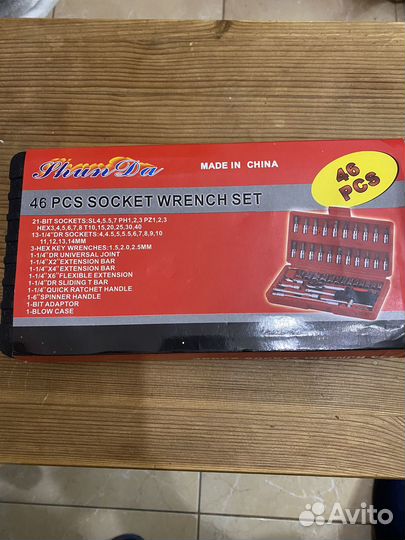 Shun Da
MADE IN CHINA
46 PCS SOCKET WRENCH SET
46
PCS
21-BIT SOCKETS:SL4,5.5,7 PH1,2,3 PZ1,2,3
HEX3,4,5,6,7,8 T10,15,20,25,30,40
13-1/4"DR SOCKETS:4,4.5,5,5.5,6,7,8,9,10
11,12,13,14MM
3-HEX KEY WRENCHES:1.5,2.0,2.5MM
1-1/4"DR UNIVERSAL JOINT
1-1/4"X2"EXTENSION BAR
1-1/4"X4"EXTENSION BAR
1-1/4"X6"FLEXIBLE EXTENSION
1-1/4"DR SLIDING T BAR
1-1/4"QUICK RATCHET HANDLE
1-6"SPINNER HANDLE
1-BIT ADAPTOR
1-BLOW CASE
Avito